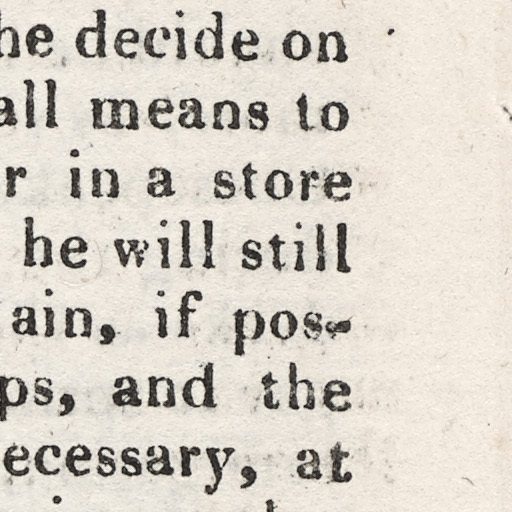 he decide on
all means to
r in a store
he will still
ain, if pos-
ps, and the
ecessary, at